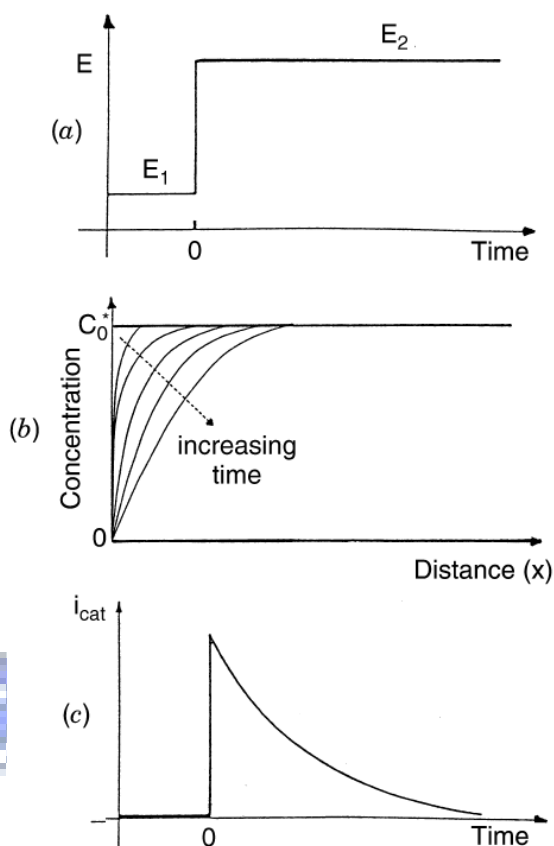 E
E₂
(a)
E₁
0
Time
C₀*
Concentration
(b)
increasing
time
0
Distance (x)
i_cat
(c)
0
Time